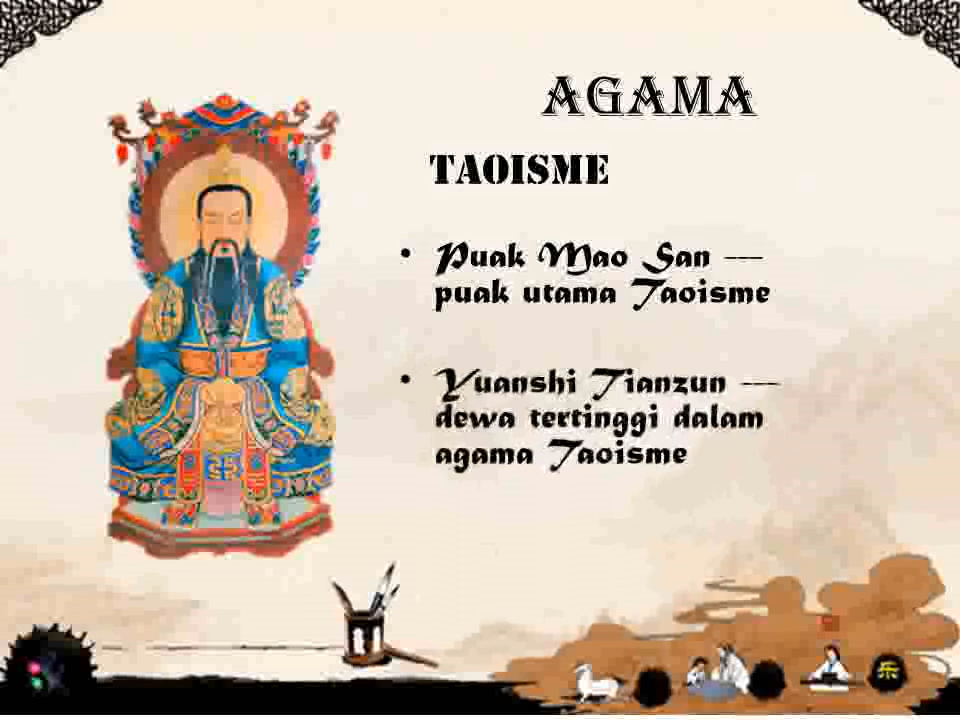 AGAMA
TAOISME
• Puak Mao San ---
puak utama Taoisme
• Yuanshi Tianzun ---
dewa tertinggi dalam
agama Taoisme